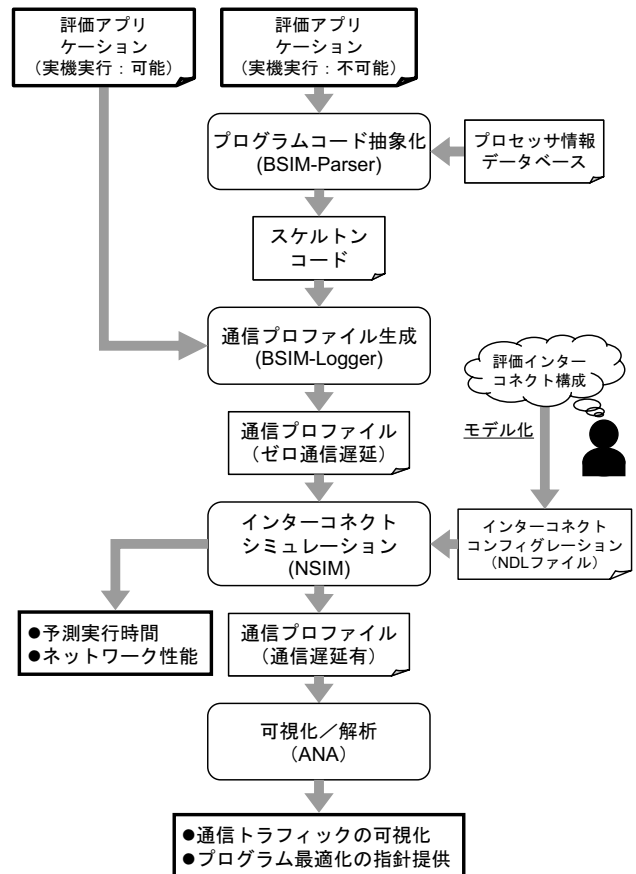 評価アプリ
ケーション
（実機実行：可能）
評価アプリ
ケーション
（実機実行：不可能）
プログラムコード抽象化
(BSIM-Parser)
プロセッサ情報
データベース
スケルトン
コード
通信プロファイル生成
(BSIM-Logger)
評価インター
コネクト構成
モデル化
通信プロファイル
（ゼロ通信遅延）
インターコネクト
シミュレーション
(NSIM)
インターコネクト
コンフィグレーション
（NDLファイル）
●予測実行時間
●ネットワーク性能
通信プロファイル
（通信遅延有）
可視化／解析
（ANA）
●通信トラフィックの可視化
●プログラム最適化の指針提供